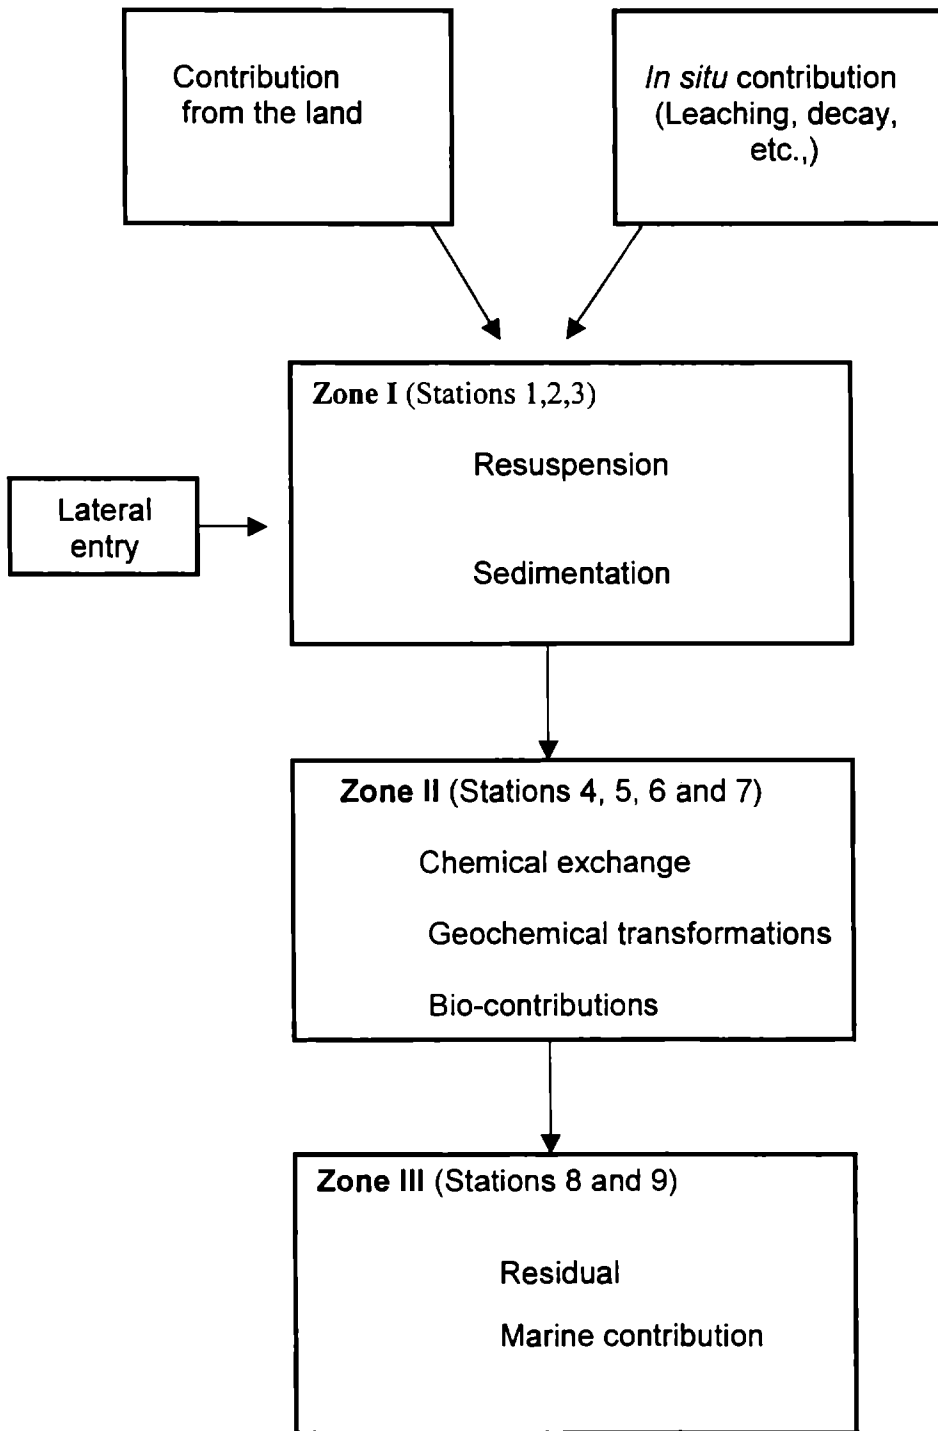 Contribution
from the land
In situ contribution
(Leaching, decay,
etc.,)
Zone I (Stations 1,2,3)
Resuspension
Lateral
entry
Sedimentation
Zone II (Stations 4, 5, 6 and 7)
Chemical exchange
Geochemical transformations
Bio-contributions
Zone III (Stations 8 and 9)
Residual
Marine contribution